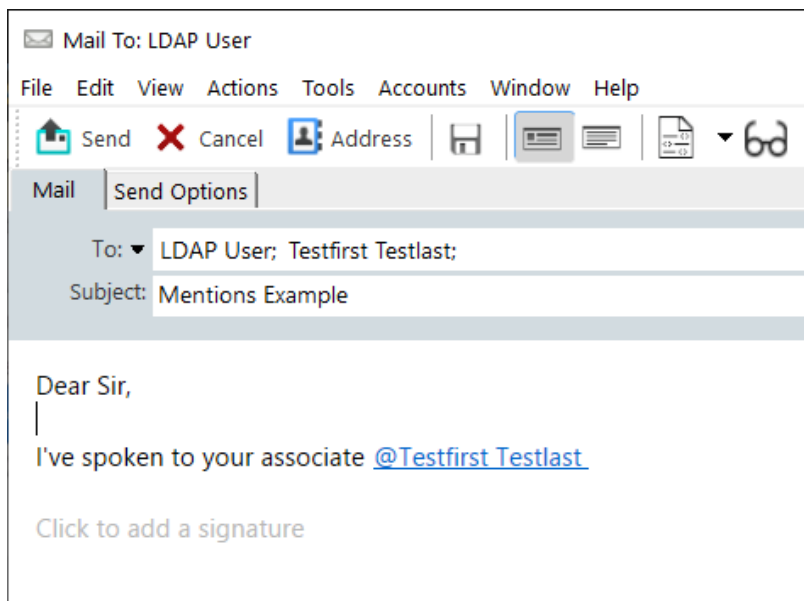 Mail To: LDAP User
File Edit View Actions Tools Accounts Window Help
Send Cancel Address
Mail Send Options
To: LDAP User; Testfirst Testlast;
Subject: Mentions Example
Dear Sir,
I've spoken to your associate @Testfirst Testlast
Click to add a signature